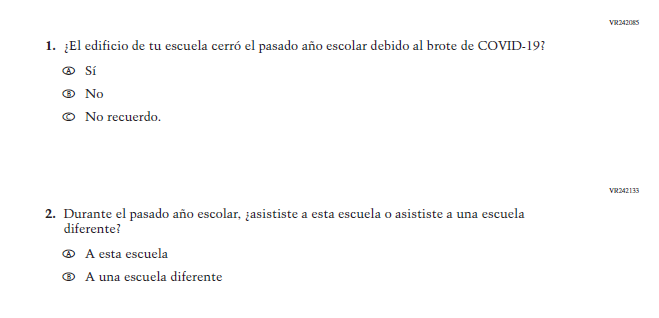 VR242085
1. ¿El edificio de tu escuela cerró el pasado año escolar debido al brote de COVID-19?
A Sí
B No
C No recuerdo.
VR242133
2. Durante el pasado año escolar, ¿asististe a esta escuela o asististe a una escuela
diferente?
A A esta escuela
B A una escuela diferente